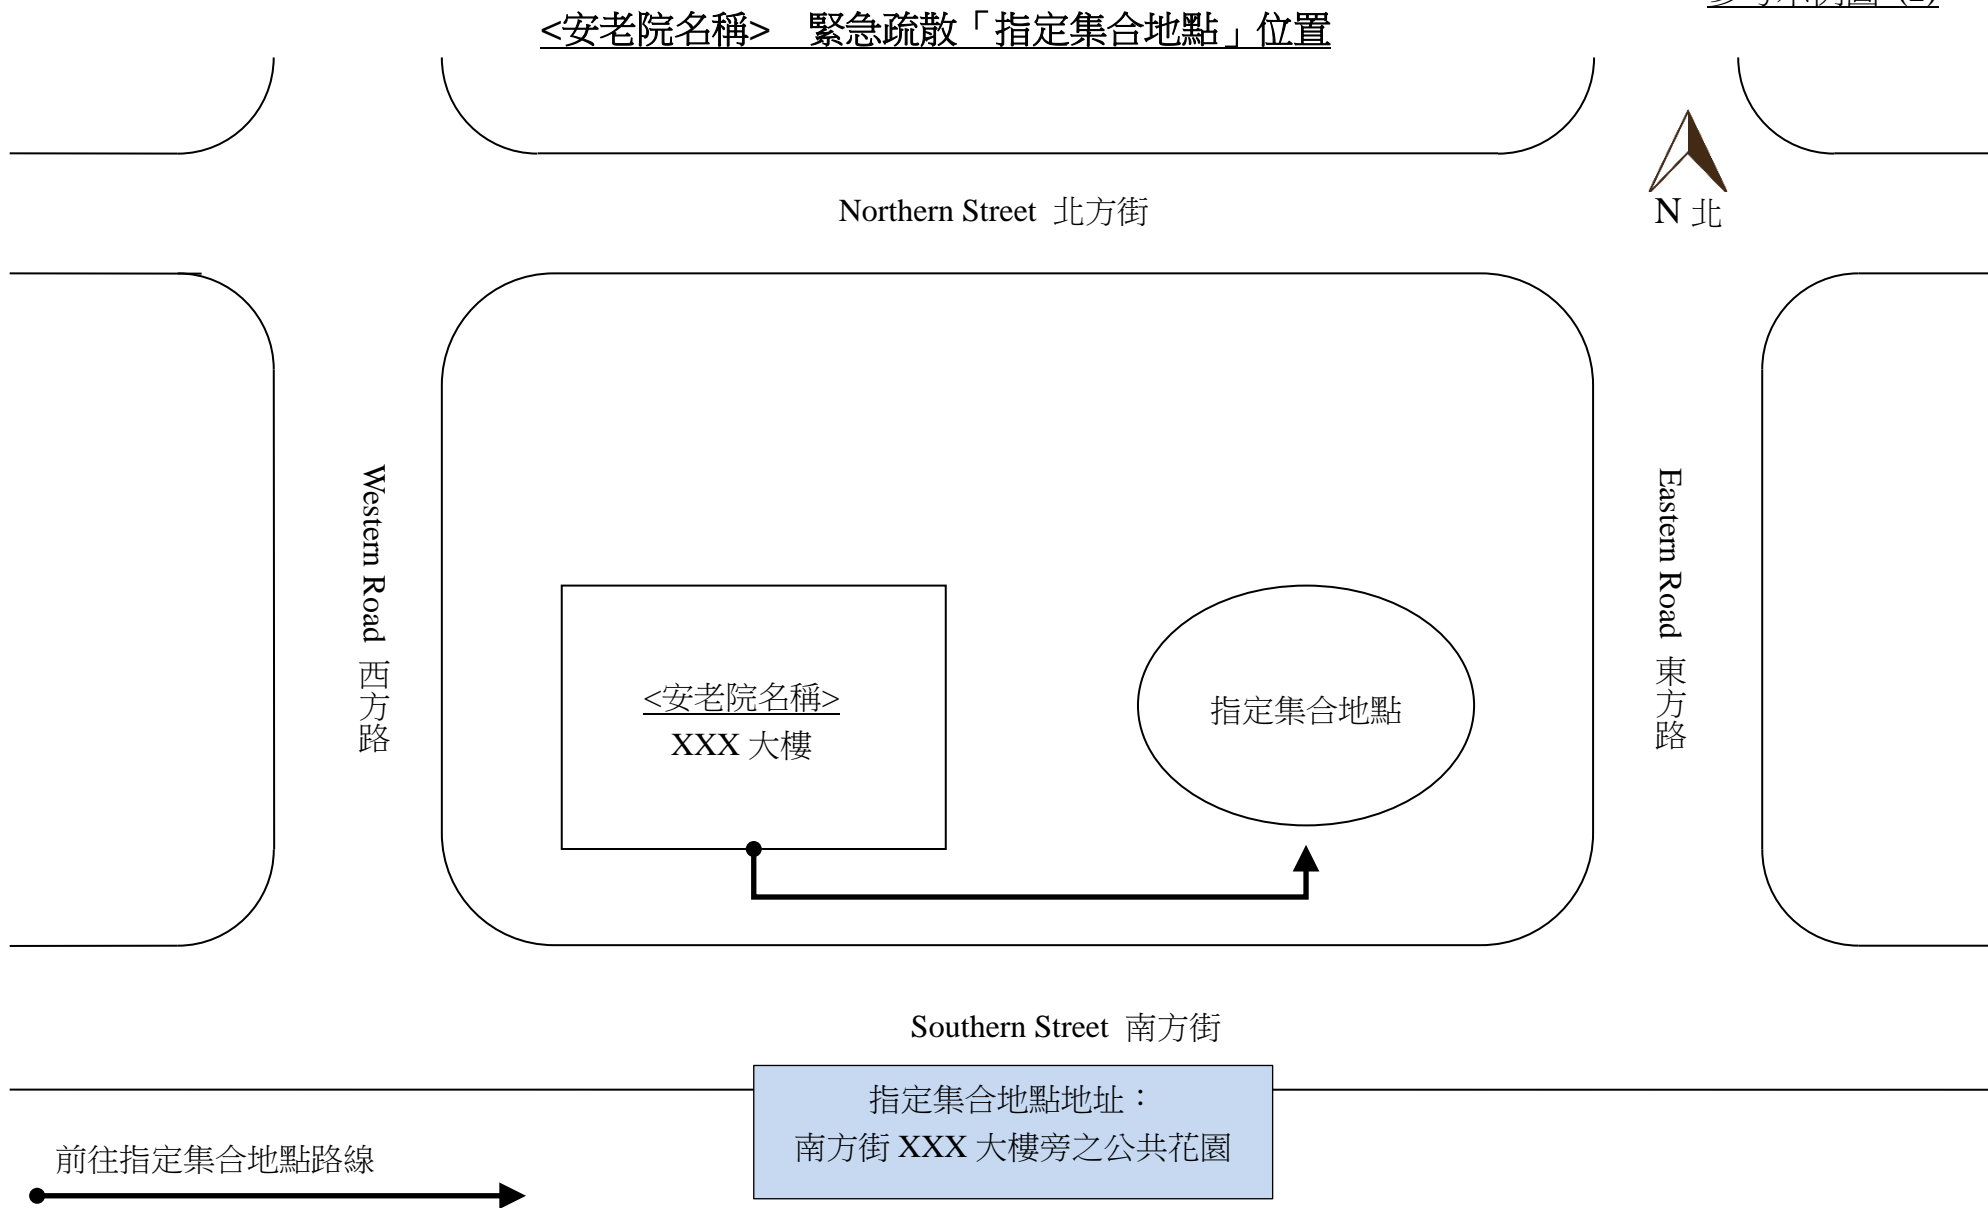 <安老院名稱> 緊急疏散「指定集合地點」位置
Northern Street 北方街
N 北
Western Road 西方路
Eastern Road 東方路
<安老院名稱>
XXX 大樓
指定集合地點
Southern Street 南方街
指定集合地點地址：
南方街 XXX 大樓旁之公共花園
前往指定集合地點路線